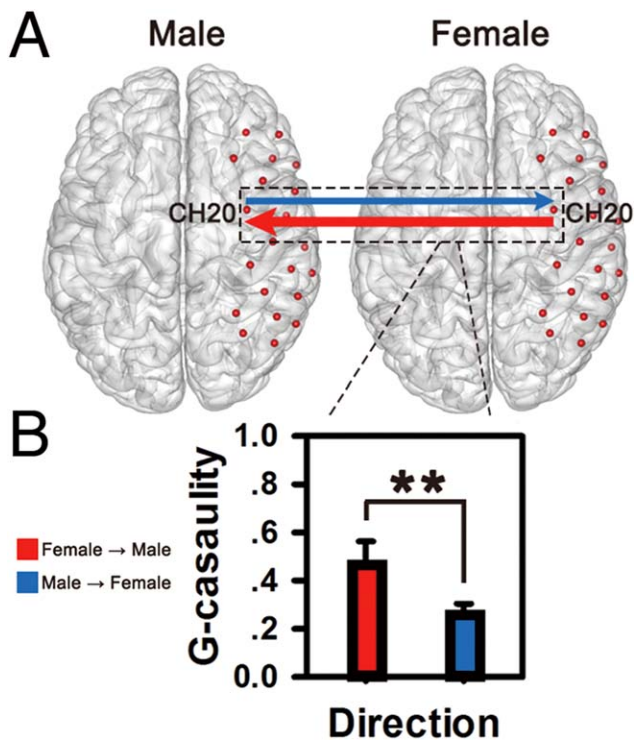 A
Male
Female
CH20
CH20
B
1.0
.8
.6
.4
.2
0.0
G-casaulity
**
Female → Male
Male → Female
Direction